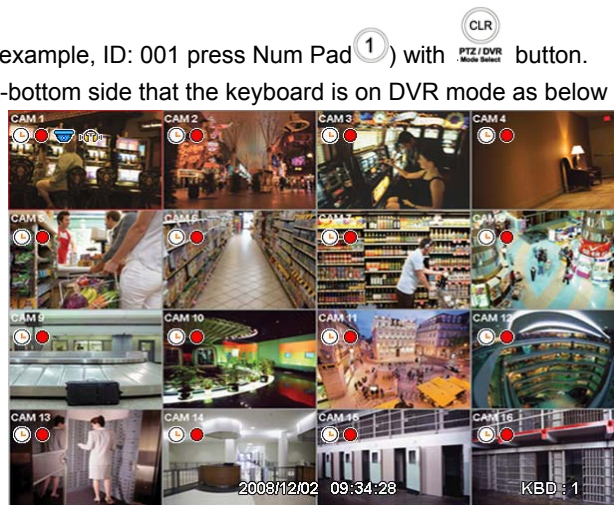 CLR
example, ID: 001 press Num Pad 1 ) with PTZ / DVR Mode Select button.
-bottom side that the keyboard is on DVR mode as below
CAM 1 CAM 2 CAM 3 CAM 4
CAM 5 CAM 6 CAM 7 CAM 8
CAM 9 CAM 10 CAM 11 CAM 12
CAM 13 CAM 14 CAM 15 CAM 16
2008/12/02 09:34:28 KBD : 1